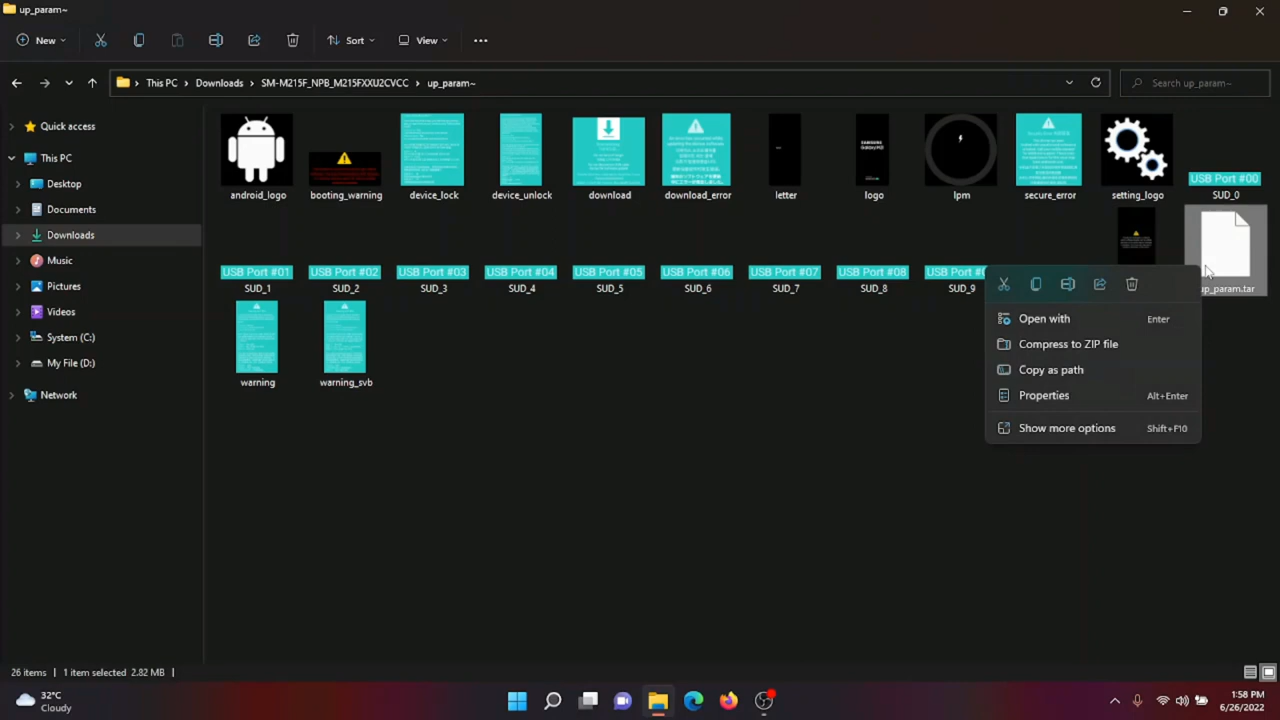 up_param~
New
Sort
View
This PC
Downloads
SM-M215F_NPB_M215FXXU2CVCC
up_param~
Search up_param~
Quick access
This PC
Desktop
Documents
Downloads
Music
Pictures
Videos
System (C:)
My File (D:)
Network
android_logo
booting_warning
device_lock
device_unlock
download
download_error
letter
SAMSUNG
logo
lpm
secure_error
setting_logo
USB Port #00
SUD_0
USB Port #01
SUD_1
USB Port #02
SUD_2
USB Port #03
SUD_3
USB Port #04
SUD_4
USB Port #05
SUD_5
USB Port #06
SUD_6
USB Port #07
SUD_7
USB Port #08
SUD_8
USB Port #
SUD_9
up_param.tar
warning
warning_svb
Open with Enter
Compress to ZIP file
Copy as path
Properties Alt+Enter
Show more options Shift+F10
26 items
1 item selected 2.82 MB
32°C
Cloudy
1:58 PM
6/26/2022